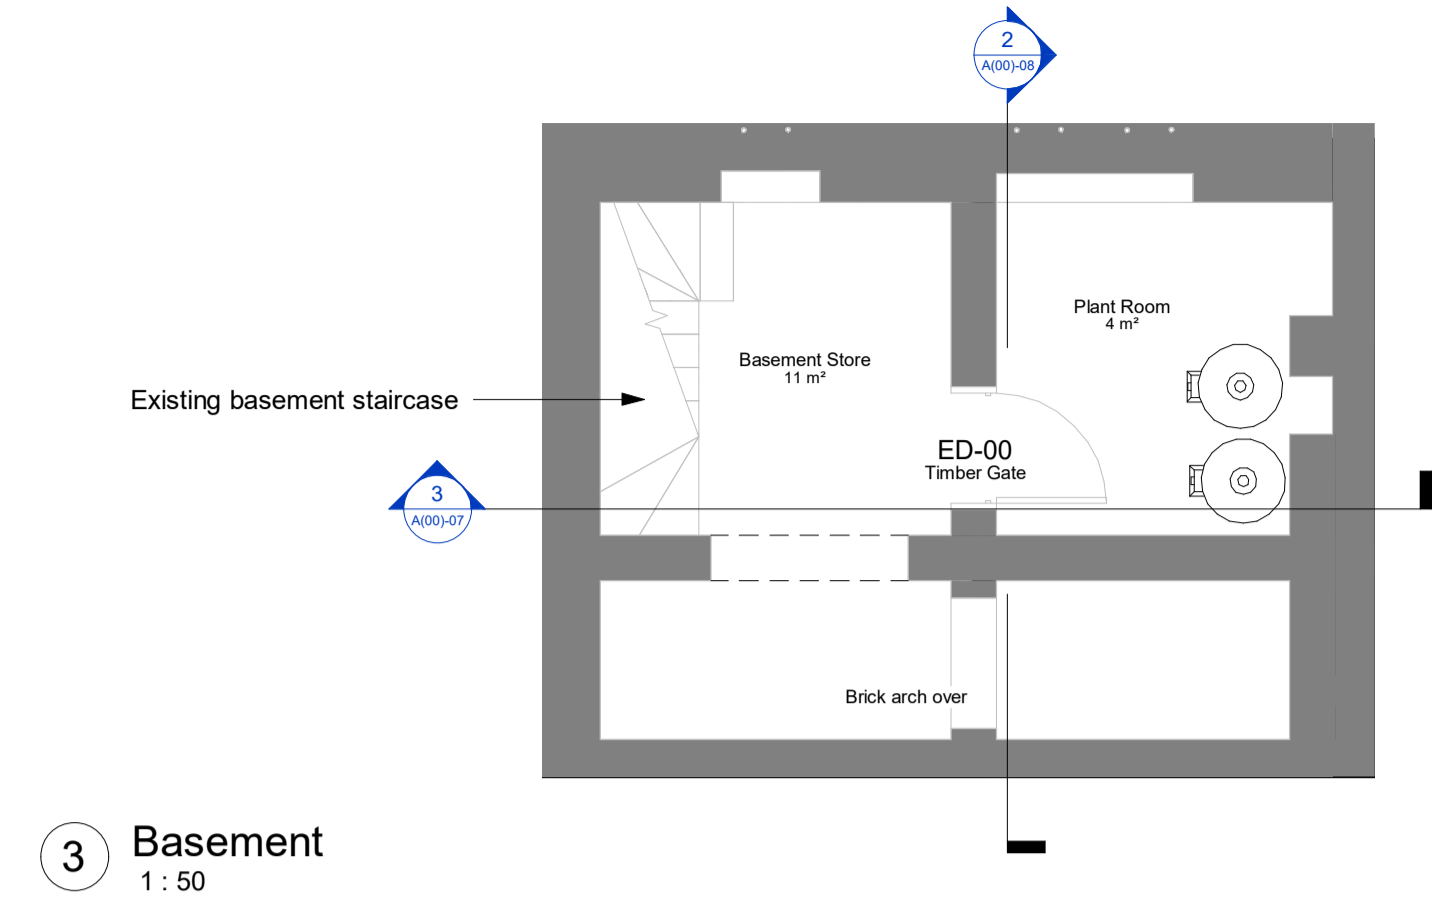 2
A(00)-08
Plant Room
4 m²
Basement Store
11 m²
Existing basement staircase
ED-00
Timber Gate
3
A(00)-07
Brick arch over
3
Basement
1 : 50